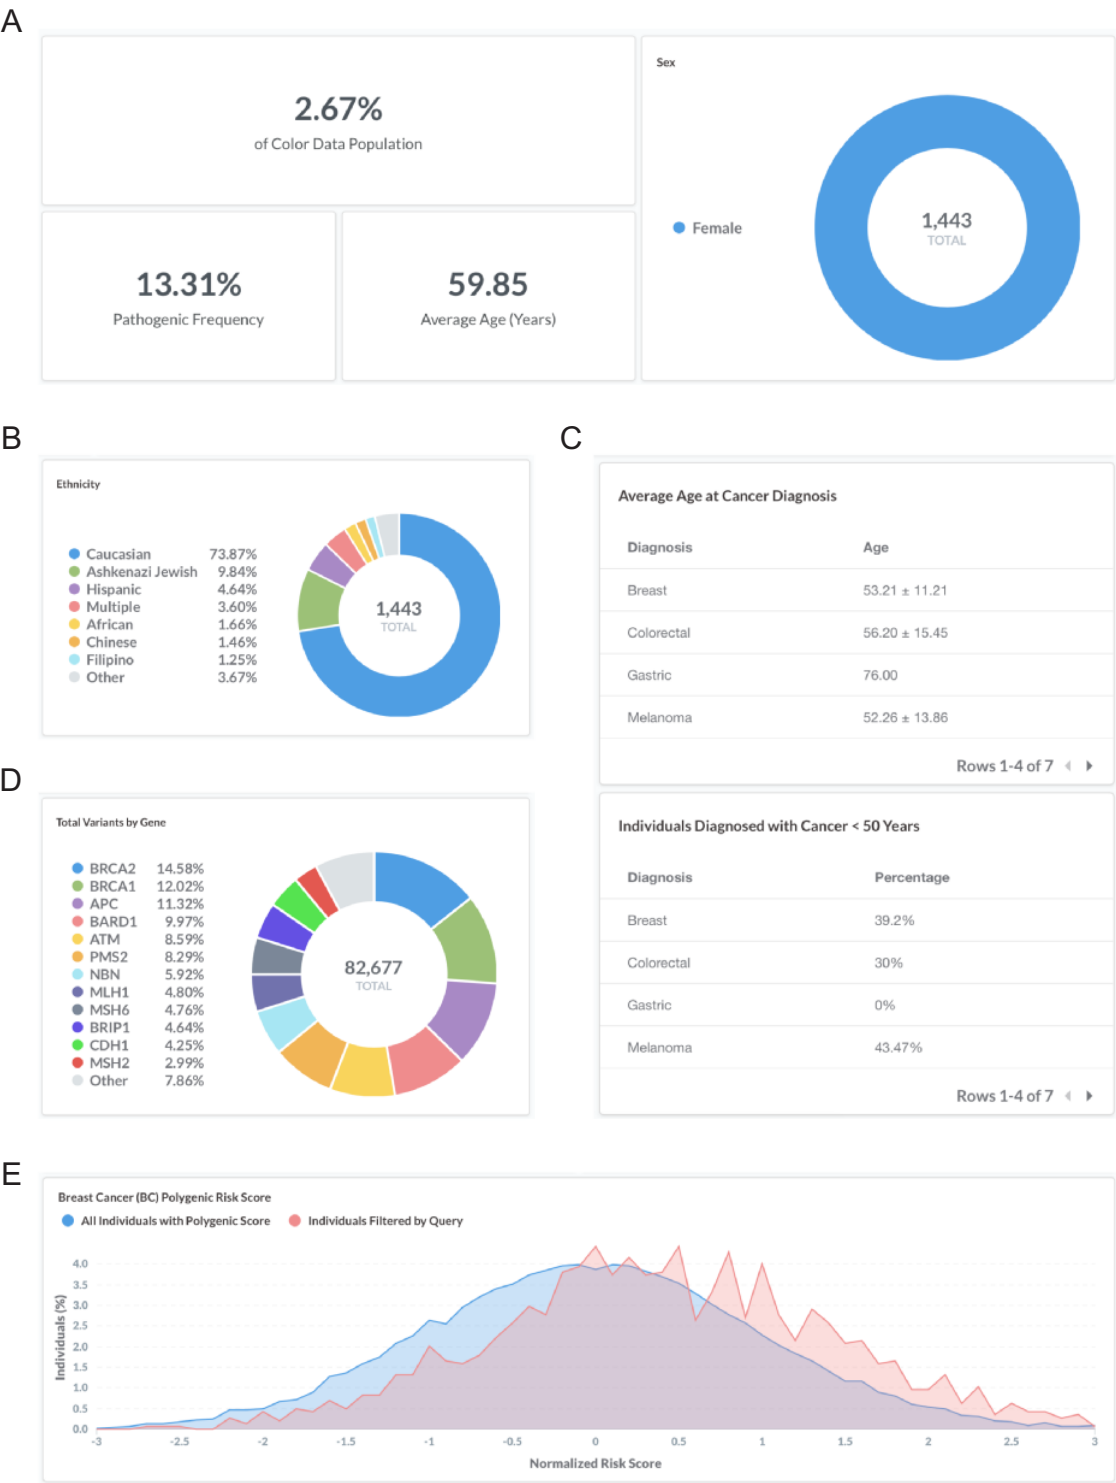 A
2.67%
of Color Data Population
13.31%
Pathogenic Frequency
59.85
Average Age (Years)
Sex
Female
1,443
TOTAL
B
Ethnicity
Caucasian 73.87%
Ashkenazi Jewish 9.84%
Hispanic 4.64%
Multiple 3.60%
African 1.66%
Chinese 1.46%
Filipino 1.25%
Other 3.67%
1,443
TOTAL
C
Average Age at Cancer Diagnosis
Diagnosis Age
Breast 53.21 ± 11.21
Colorectal 56.20 ± 15.45
Gastric 76.00
Melanoma 52.26 ± 13.86
Rows 1-4 of 7
Individuals Diagnosed with Cancer < 50 Years
Diagnosis Percentage
Breast 39.2%
Colorectal 30%
Gastric 0%
Melanoma 43.47%
Rows 1-4 of 7
D
Total Variants by Gene
BRCA2 14.58%
BRCA1 12.02%
APC 11.32%
BARD1 9.97%
ATM 8.59%
PMS2 8.29%
NBN 5.92%
MLH1 4.80%
MSH6 4.76%
BRIP1 4.64%
CDH1 4.25%
MSH2 2.99%
Other 7.86%
82,677
TOTAL
E
Breast Cancer (BC) Polygenic Risk Score
All Individuals with Polygenic Score Individuals Filtered by Query
Individuals (%)
4.0
3.5
3.0
2.5
2.0
1.5
1.0
0.5
0.0
-3 -2.5 -2 -1.5 -1 -0.5 0 0.5 1 1.5 2 2.5 3
Normalized Risk Score